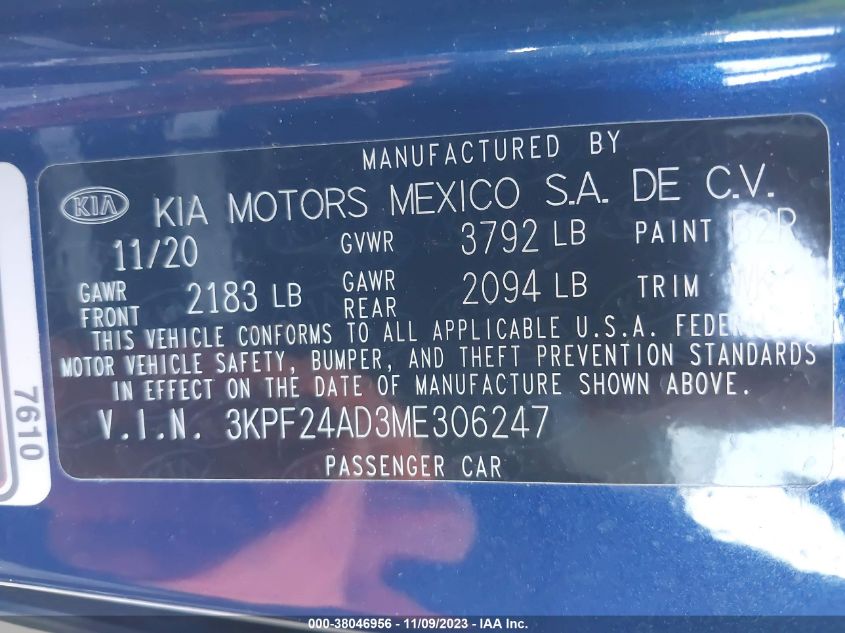 MANUFACTURED BY
KIA KIA MOTORS MEXICO S.A. DE C.V.
11/20 GVWR 3792 LB PAINT B2R
GAWR FRONT 2183 LB GAWR REAR 2094 LB TRIM WK
THIS VEHICLE CONFORMS TO ALL APPLICABLE U.S.A.
MOTOR VEHICLE SAFETY, BUMPER, AND THEFT PREVENTION STANDARDS
IN EFFECT ON THE DATE OF MANUFACTURE SHOWN ABOVE.
V.I.N. 3KPF24AD3ME306247
PASSENGER CAR
7610
000-38046956 - 11/09/2023 - IAA Inc.